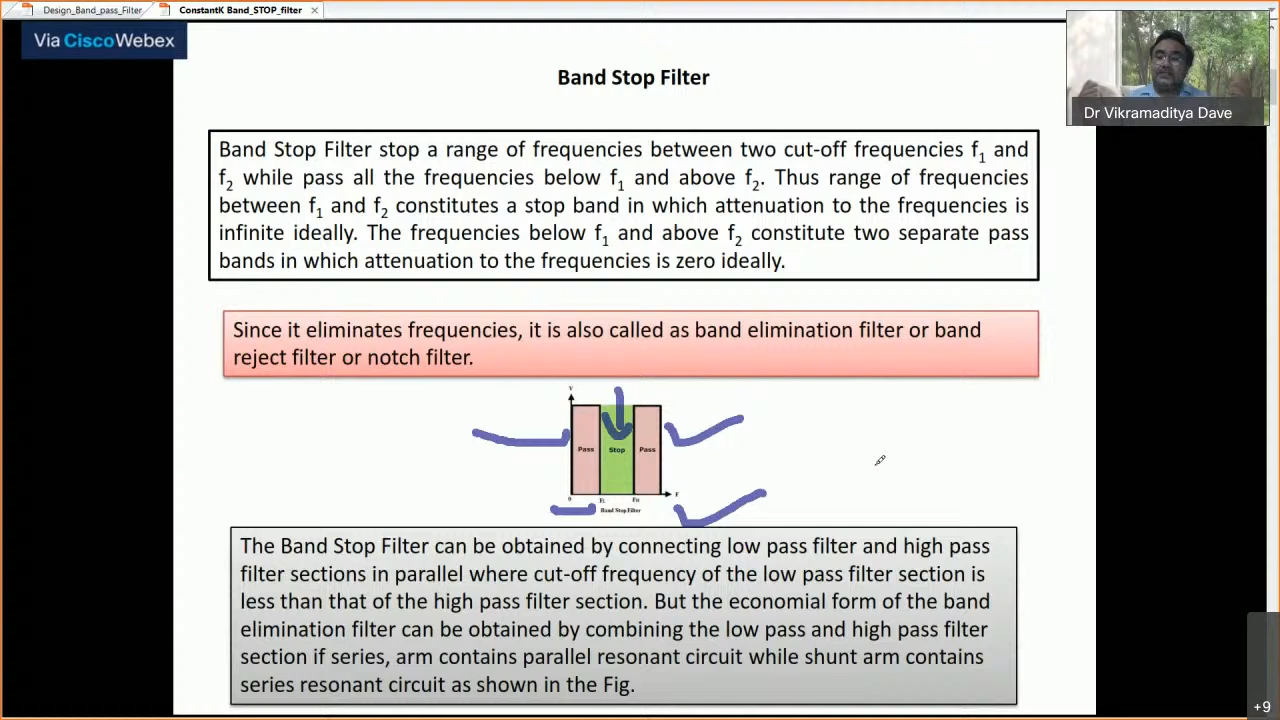 Design_Band_pass_Filter
ConstantK Band_STOP_filter
Via CiscoWebex
Dr Vikramaditya Dave
Band Stop Filter
Band Stop Filter stop a range of frequencies between two cut-off frequencies f1 and
f2 while pass all the frequencies below f1 and above f2. Thus range of frequencies
between f1 and f2 constitutes a stop band in which attenuation to the frequencies is
infinite ideally. The frequencies below f1 and above f2 constitute two separate pass
bands in which attenuation to the frequencies is zero ideally.
Since it eliminates frequencies, it is also called as band elimination filter or band
reject filter or notch filter.
V
Pass Stop Pass
0 FL FH F
Band Stop Filter
The Band Stop Filter can be obtained by connecting low pass filter and high pass
filter sections in parallel where cut-off frequency of the low pass filter section is
less than that of the high pass filter section. But the economial form of the band
elimination filter can be obtained by combining the low pass and high pass filter
section if series, arm contains parallel resonant circuit while shunt arm contains
series resonant circuit as shown in the Fig.
+9